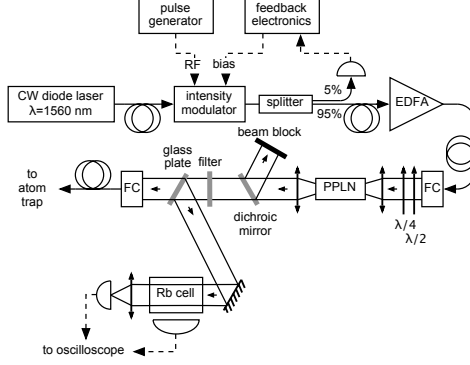 pulse
generator
feedback
electronics
RF
bias
CW diode laser
λ=1560 nm
intensity
modulator
splitter
5%
95%
EDFA
beam block
glass
plate
filter
to
atom
trap
FC
dichroic
mirror
PPLN
FC
λ/4
λ/2
Rb cell
to oscilloscope